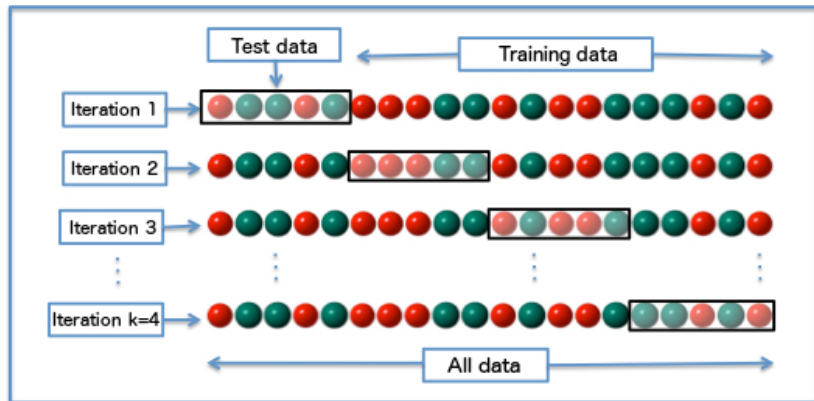 Test data
Training data
Iteration 1
Iteration 2
Iteration 3
Iteration k=4
All data